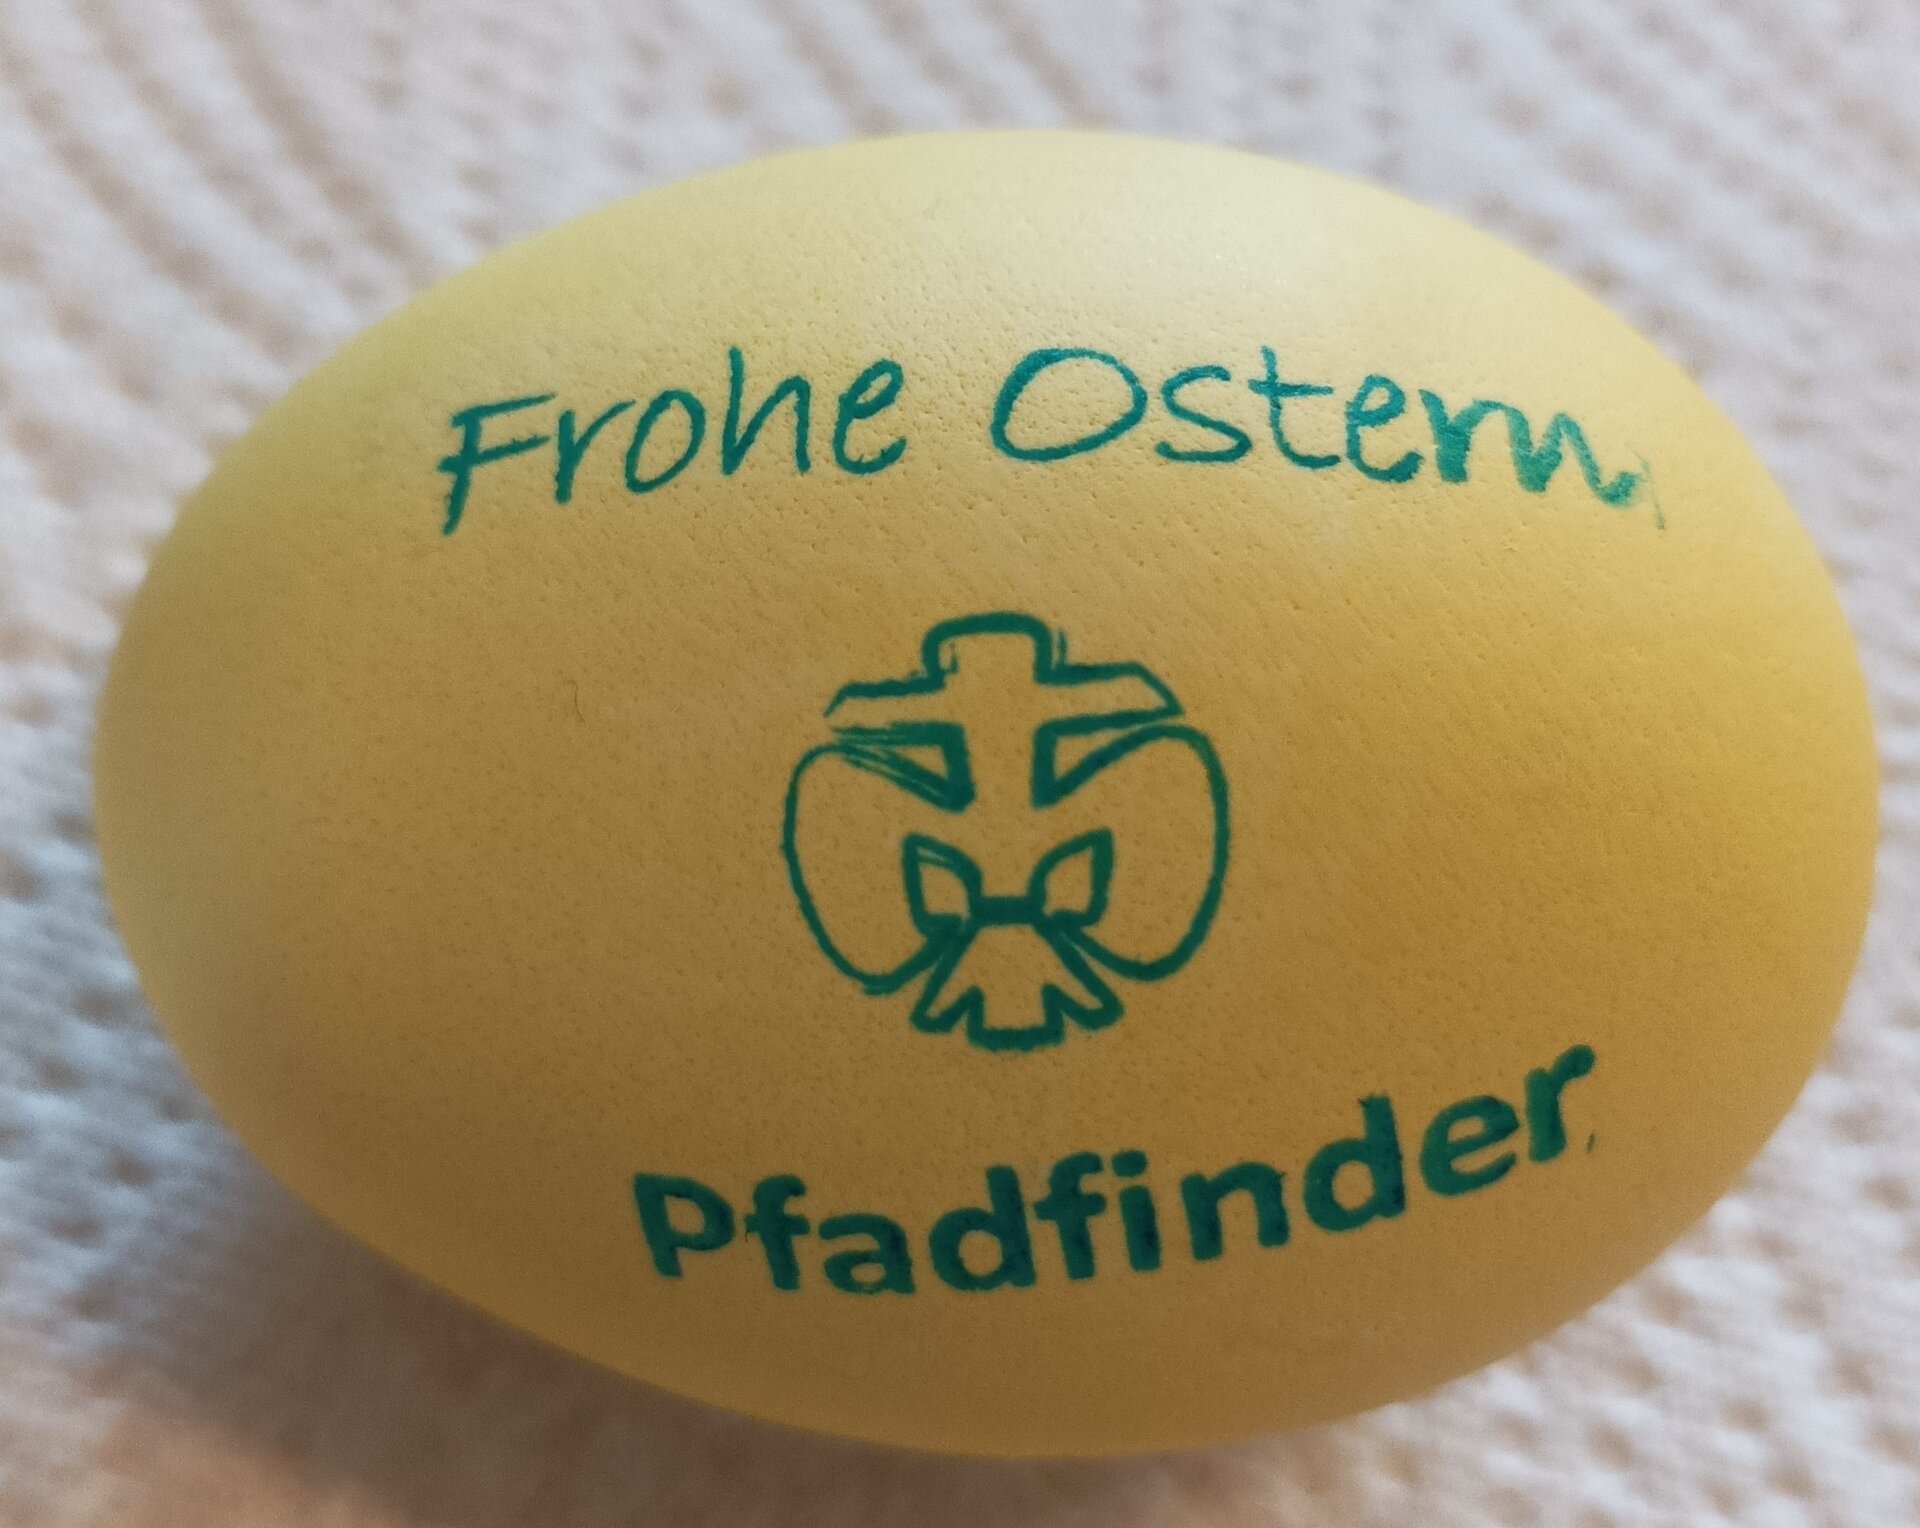 Frohe Ostern
Pfadfinder